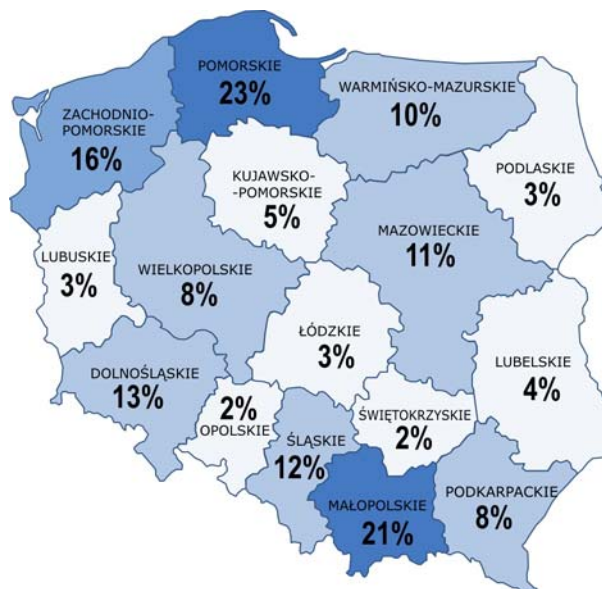 POMORSKIE
23%
WARMIŃSKO-MAZURSKIE
10%
ZACHODNIO-
POMORSKIE
16%
KUJAWSKO-
-POMORSKIE
5%
PODLASKIE
3%
MAZOWIECKIE
11%
LUBUSKIE
3%
WIELKOPOLSKIE
8%
ŁÓDZKIE
3%
LUBELSKIE
4%
DOLNOŚLĄSKIE
13%
2%
OPOLSKIE
ŚLĄSKIE
12%
ŚWIĘTOKRZYSKIE
2%
MAŁOPOLSKIE
21%
PODKARPACKIE
8%